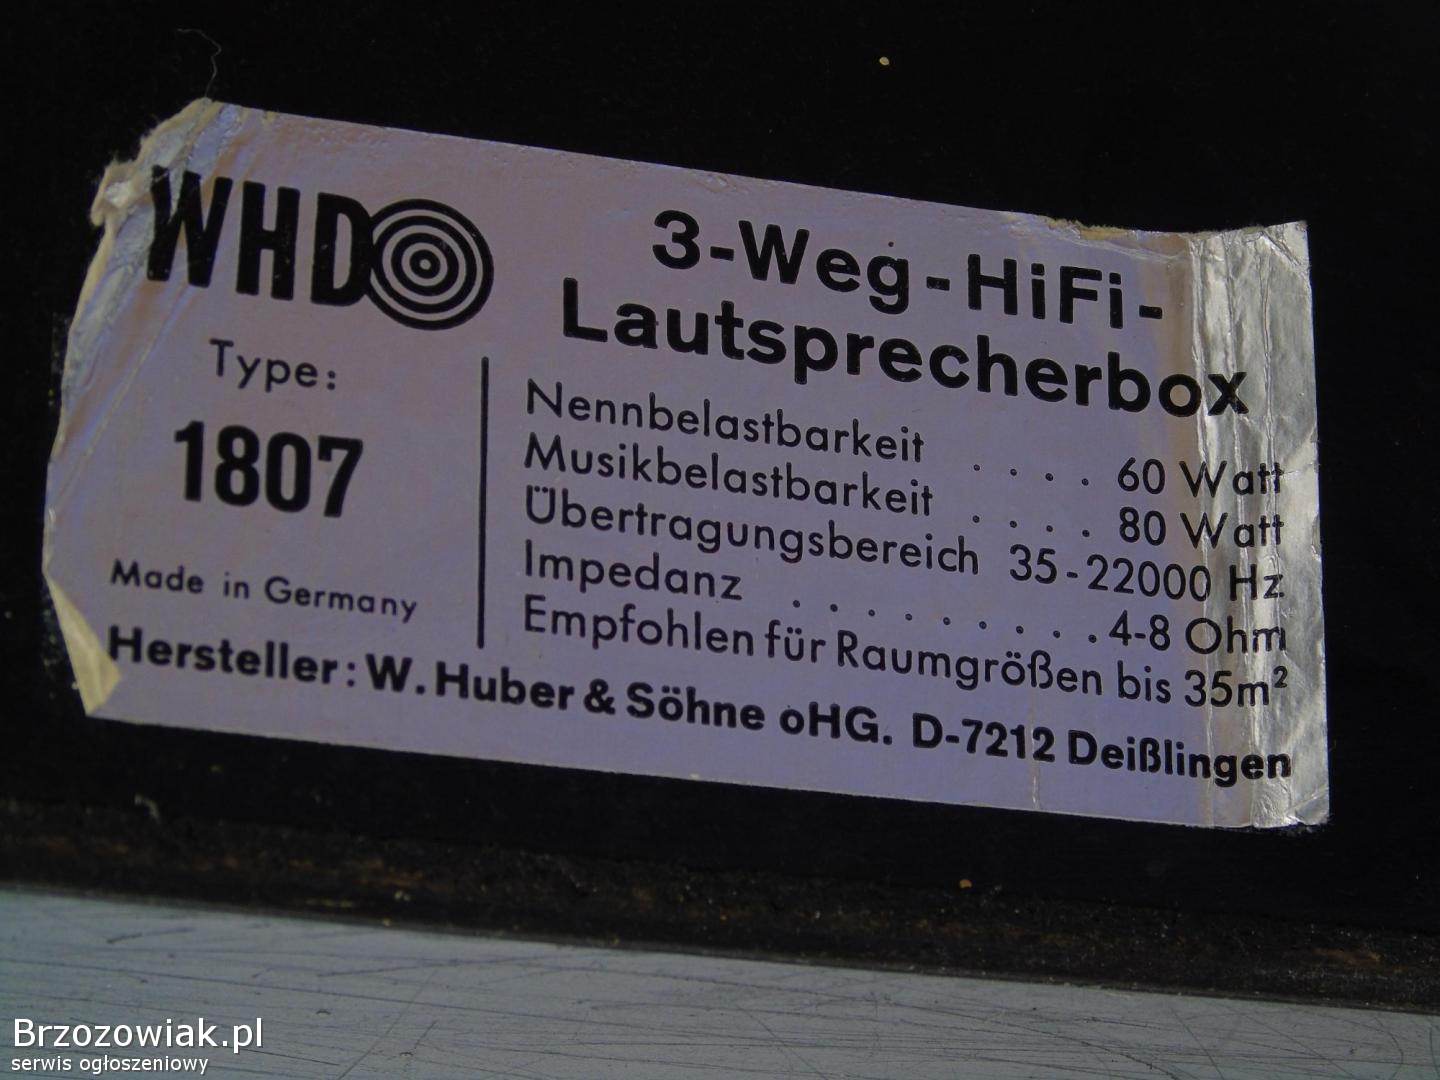 WHD
3-Weg-HiFi-
Lautsprecherbox
Type:
1807
Made in Germany
Nennbelastbarkeit . . . . 60 Watt
Musikbelastbarkeit . . . . 80 Watt
Übertragungsbereich 35-22000 Hz
Impedanz . . . . . . . . 4-8 Ohm
Empfohlen für Raumgrößen bis 35m²
Hersteller: W. Huber & Söhne oHG. D-7212 Deißlingen
Brzozowiak.pl
serwis ogłoszeniowy